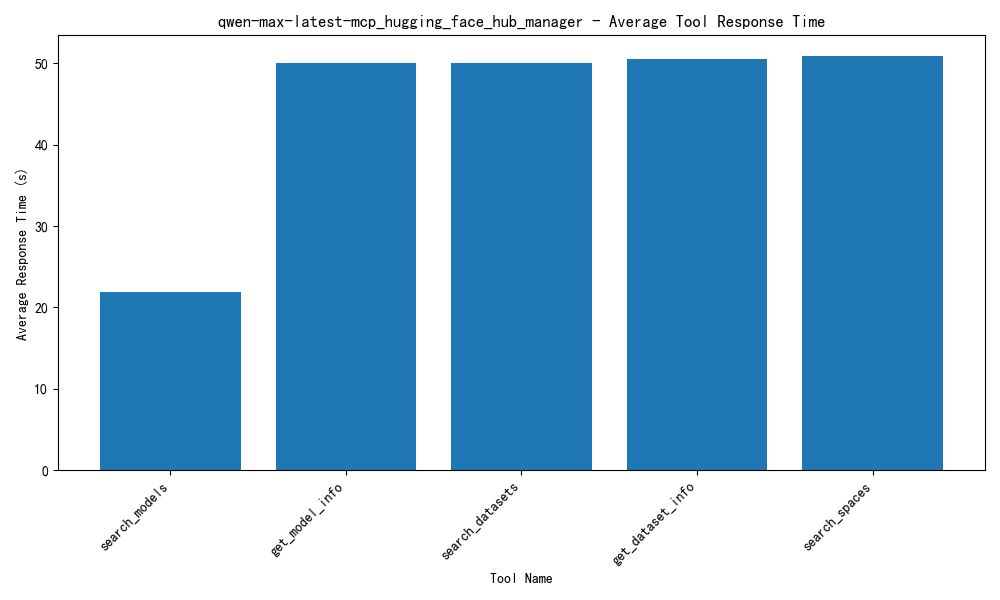 qwen-max-latest-mcp_hugging_face_hub_manager - Average Tool Response Time
Average Response Time (s)
50
40
30
20
10
0
search_models
get_model_info
search_datasets
get_dataset_info
search_spaces
Tool Name